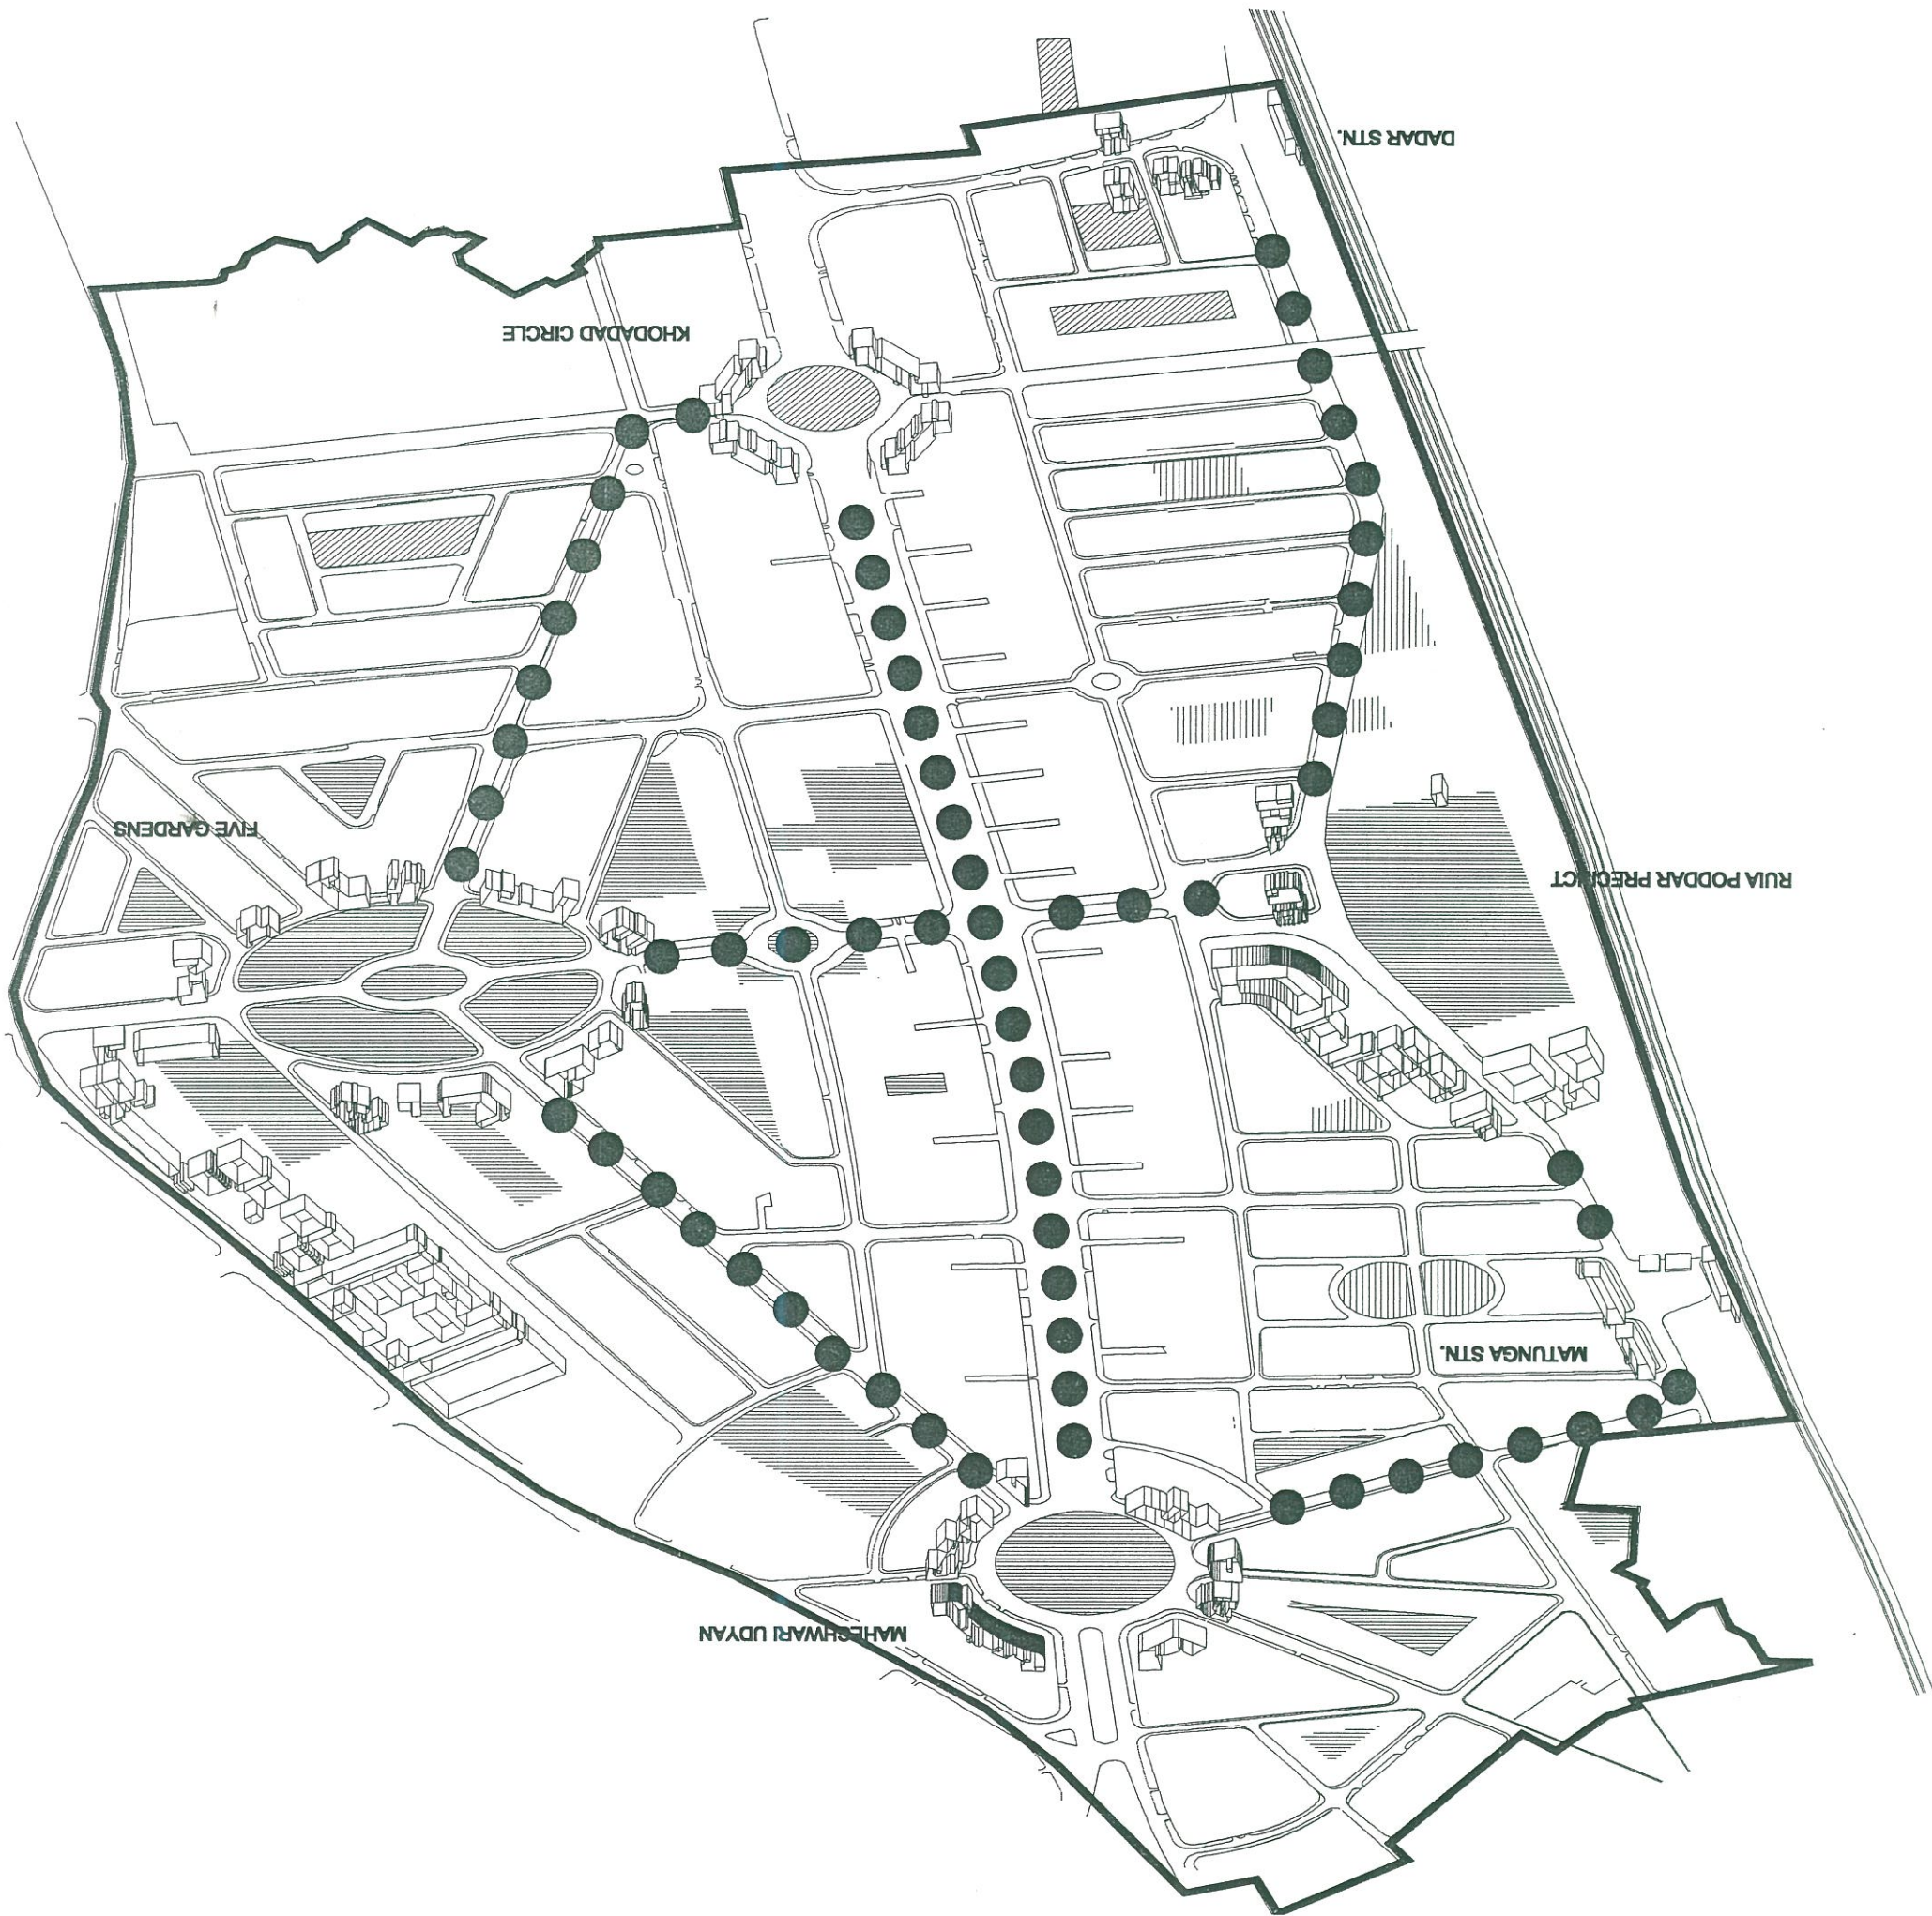 MAHESHWARI UDYAN
MATUNGA STN.
RUIA PODDAR PRECINCT
FIVE GARDENS
KHODADAD CIRCLE
DADAR STN.